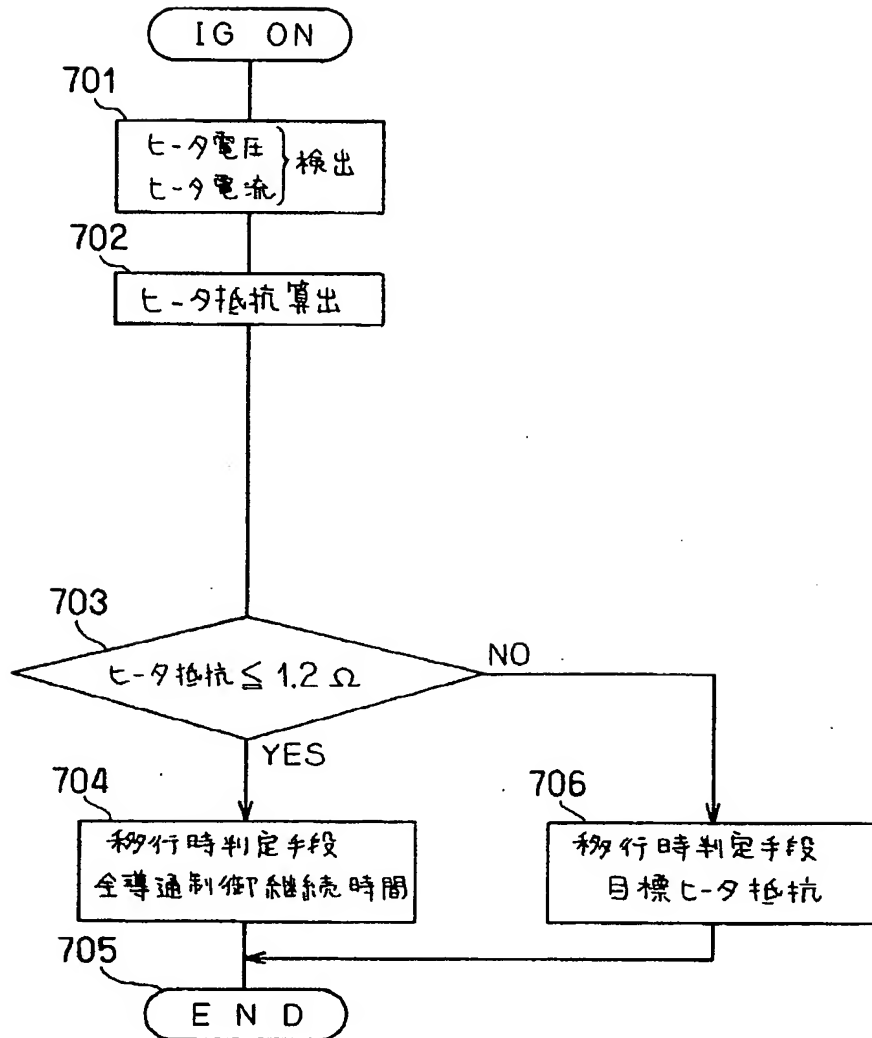 IG ON
701
ヒータ電圧
ヒータ電流
} 検出
702
ヒータ抵抗算出
703
ヒータ抵抗 ≦ 1.2 Ω
NO
YES
704
移行時判定手段
全導通制御継続時間
706
移行時判定手段
目標ヒータ抵抗
705
END